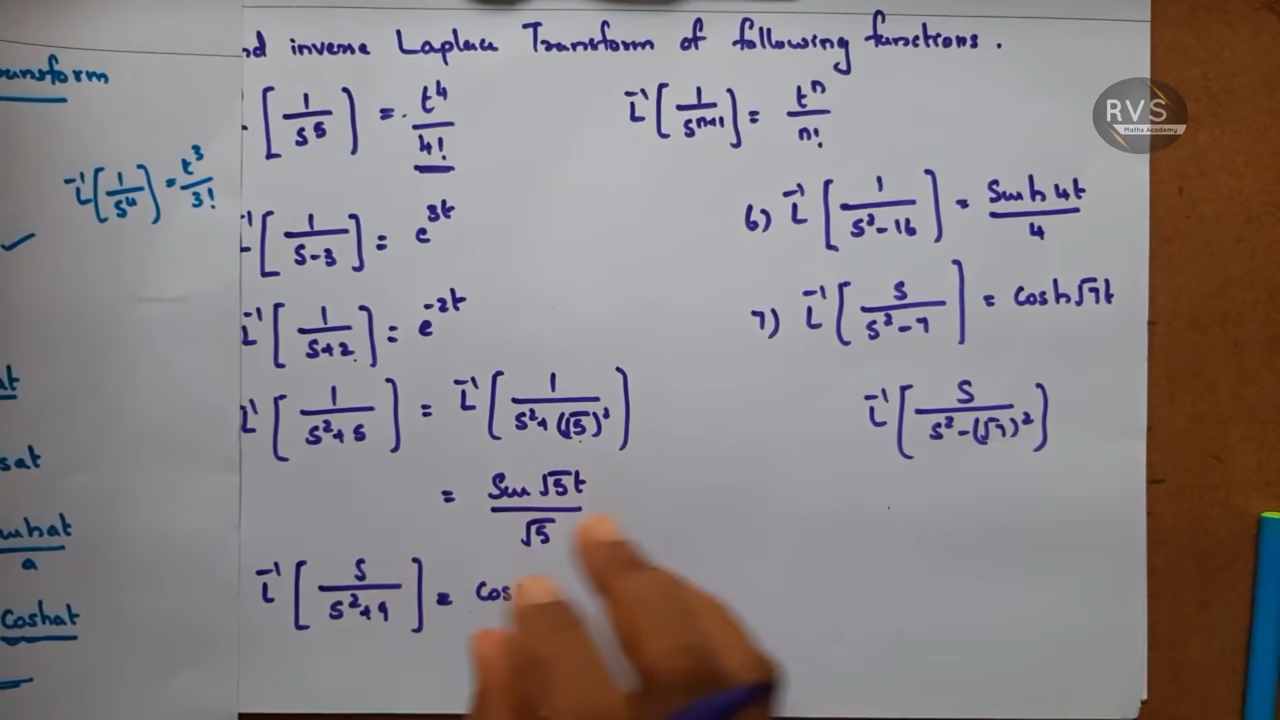 nd inverse Laplace Transform of following functions.
ransform
L⁻¹[1/S⁴] = t³/3!
at
sat
inhat/a
Coshat
[1/S⁵] = t⁴/4!
L⁻¹[1/S-3] = e^3t
L⁻¹[1/S+2] = e^-2t
L⁻¹[1/S²+5] = L⁻¹[1/S²+(√5)²]
= Sin √5t/√5
L⁻¹[S/S²+9] = Cos
L⁻¹[1/Sⁿ⁺¹] = tⁿ/n!
6) L⁻¹[1/S²-16] = Sinh 4t/4
7) L⁻¹[S/S²-7] = Cosh√7t
L⁻¹[S/S²-(√7)²]
RVS
Maths Academy